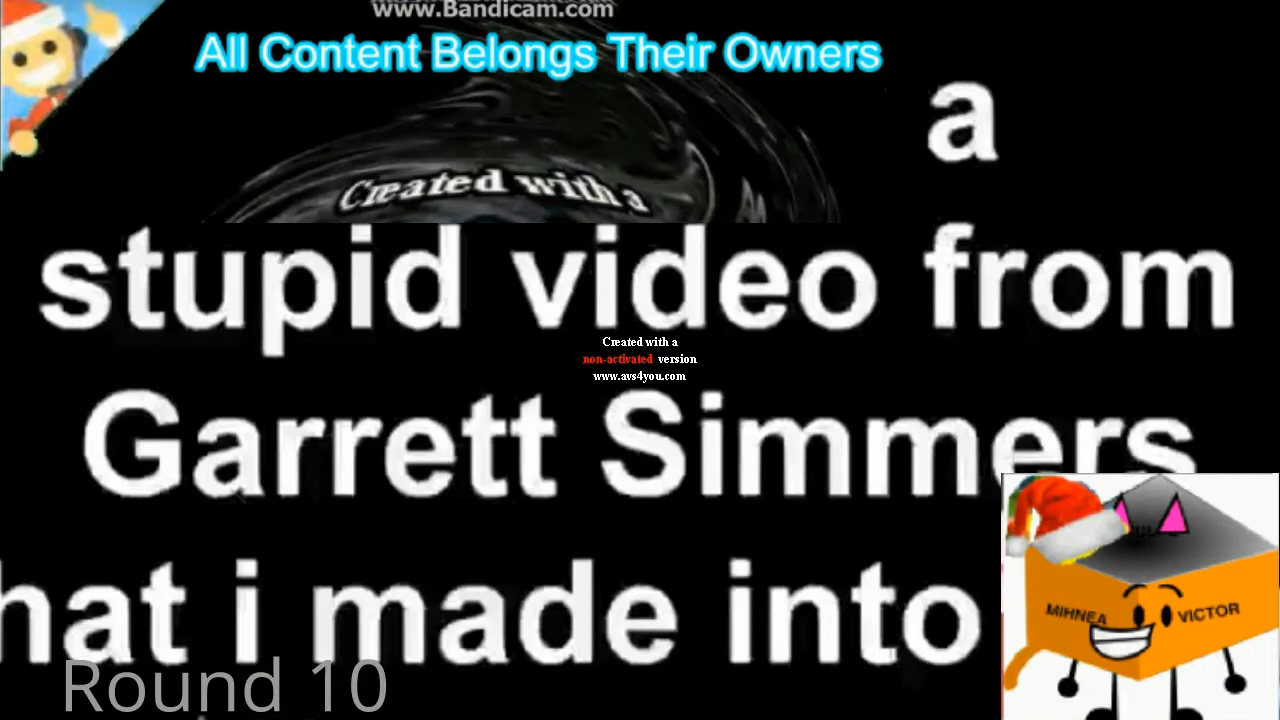 www.Bandicam.com
All Content Belongs Their Owners
a
Created with a
stupid video from
Created with a
non-activated version
www.avs4you.com
Garrett Simmers
hat i made into
MIHNEA VICTOR
Round 10